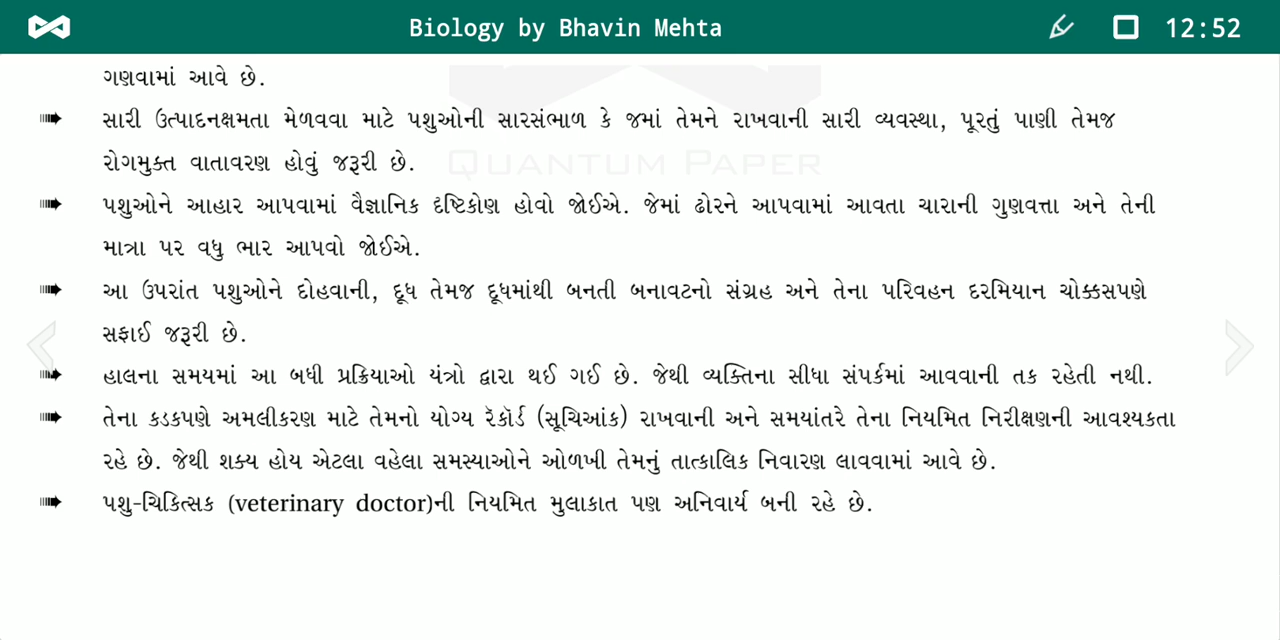 Biology by Bhavin Mehta
12:52
ગણવામાં આવે છે.
સારી ઉત્પાદનક્ષમતા મેળવવા માટે પશુઓની સારસંભાળ કે જમાં તેમને રાખવાની સારી વ્યવસ્થા, પૂરતું પાણી તેમજ
રોગમુક્ત વાતાવરણ હોવું જરૂરી છે.
QUANTUM PAPER
પશુઓને આહાર આપવામાં વૈજ્ઞાનિક દૃષ્ટિકોણ હોવો જોઈએ. જેમાં ઢોરને આપવામાં આવતા ચારાની ગુણવત્તા અને તેની
માત્રા પર વધુ ભાર આપવો જોઈએ.
આ ઉપરાંત પશુઓને દોહવાની, દૂધ તેમજ દૂધમાંથી બનતી બનાવટનો સંગ્રહ અને તેના પરિવહન દરમિયાન ચોક્કસપણે
સફાઈ જરૂરી છે.
હાલના સમયમાં આ બધી પ્રક્રિયાઓ યંત્રો દ્વારા થઈ ગઈ છે. જેથી વ્યક્તિના સીધા સંપર્કમાં આવવાની તક રહેતી નથી.
તેના કડકપણે અમલીકરણ માટે તેમનો યોગ્ય રૅકૉર્ડ (સૂચિઆંક) રાખવાની અને સમયાંતરે તેના નિયમિત નિરીક્ષણની આવશ્યકતા
રહે છે. જેથી શક્ય હોય એટલા વહેલા સમસ્યાઓને ઓળખી તેમનું તાત્કાલિક નિવારણ લાવવામાં આવે છે.
પશુ-ચિકિત્સક (veterinary doctor)ની નિયમિત મુલાકાત પણ અનિવાર્ય બની રહે છે.